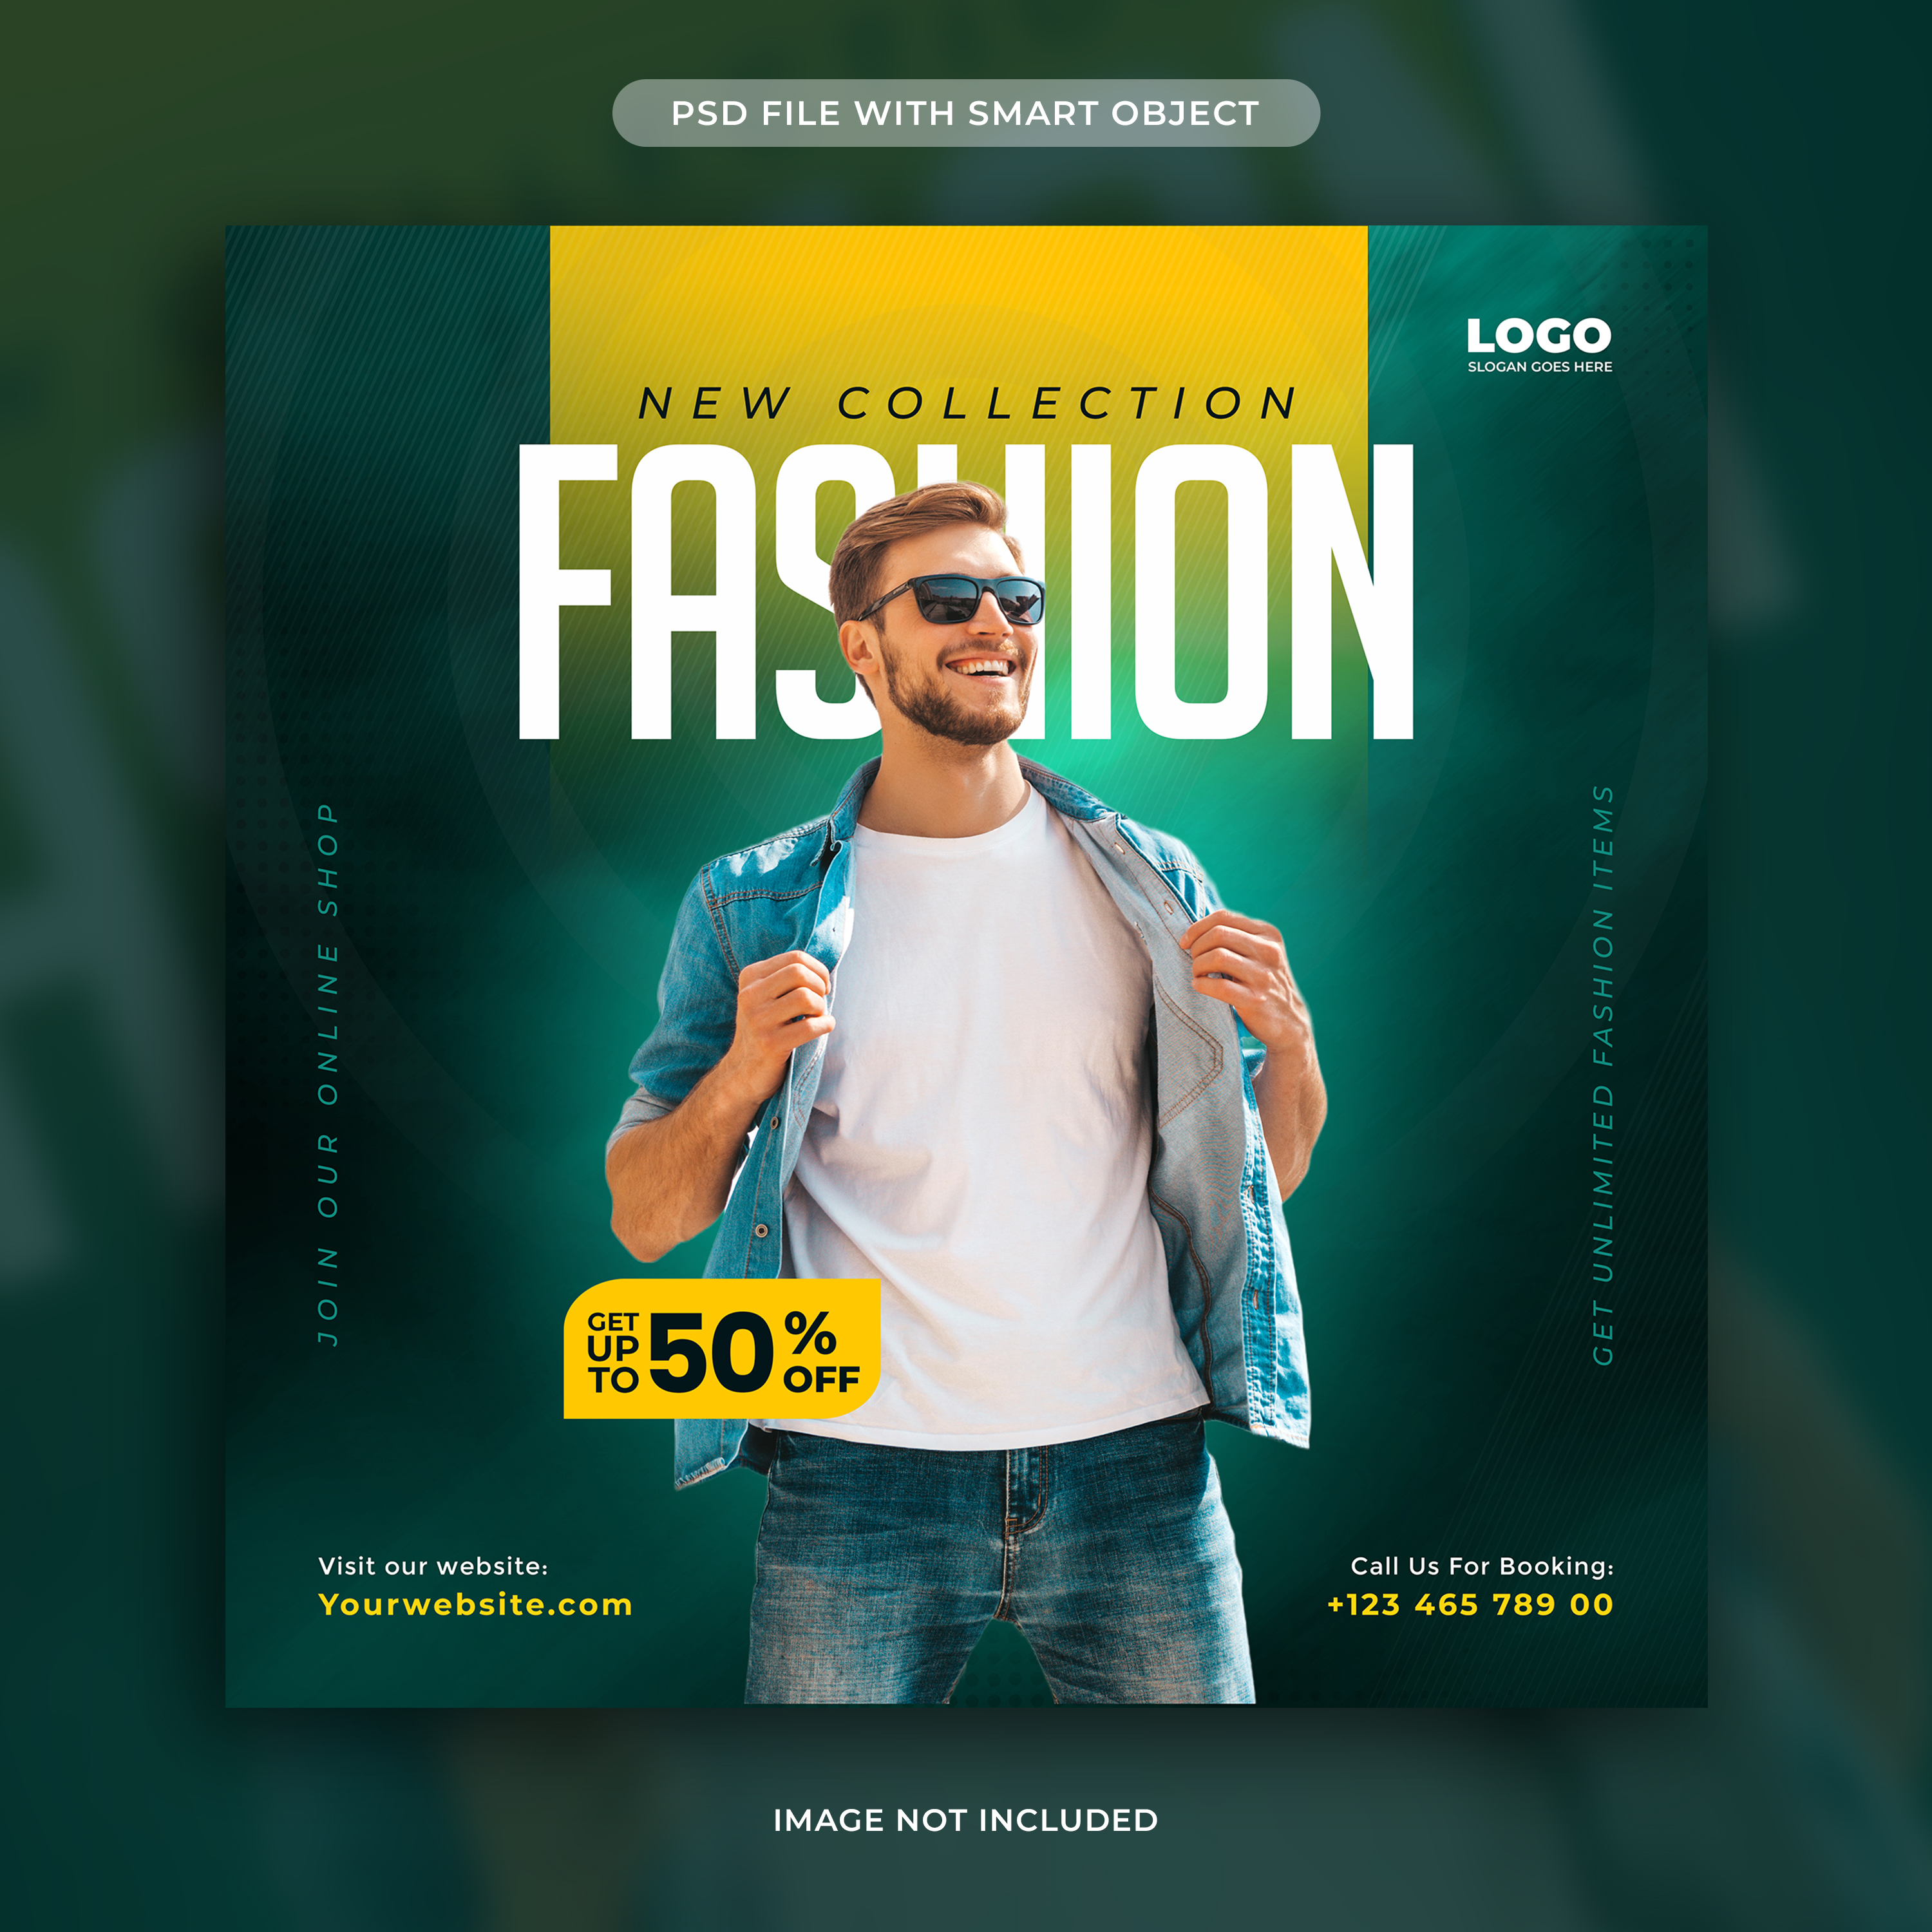 PSD FILE WITH SMART OBJECT
LOGO
SLOGAN GOES HERE
NEW COLLECTION
FASHION
JOIN OUR ONLINE SHOP
GET UNLIMITED FASHION ITEMS
GET
UP
TO
50
%
OFF
Visit our website:
Yourwebsite.com
Call Us For Booking:
+123 465 789 00
IMAGE NOT INCLUDED